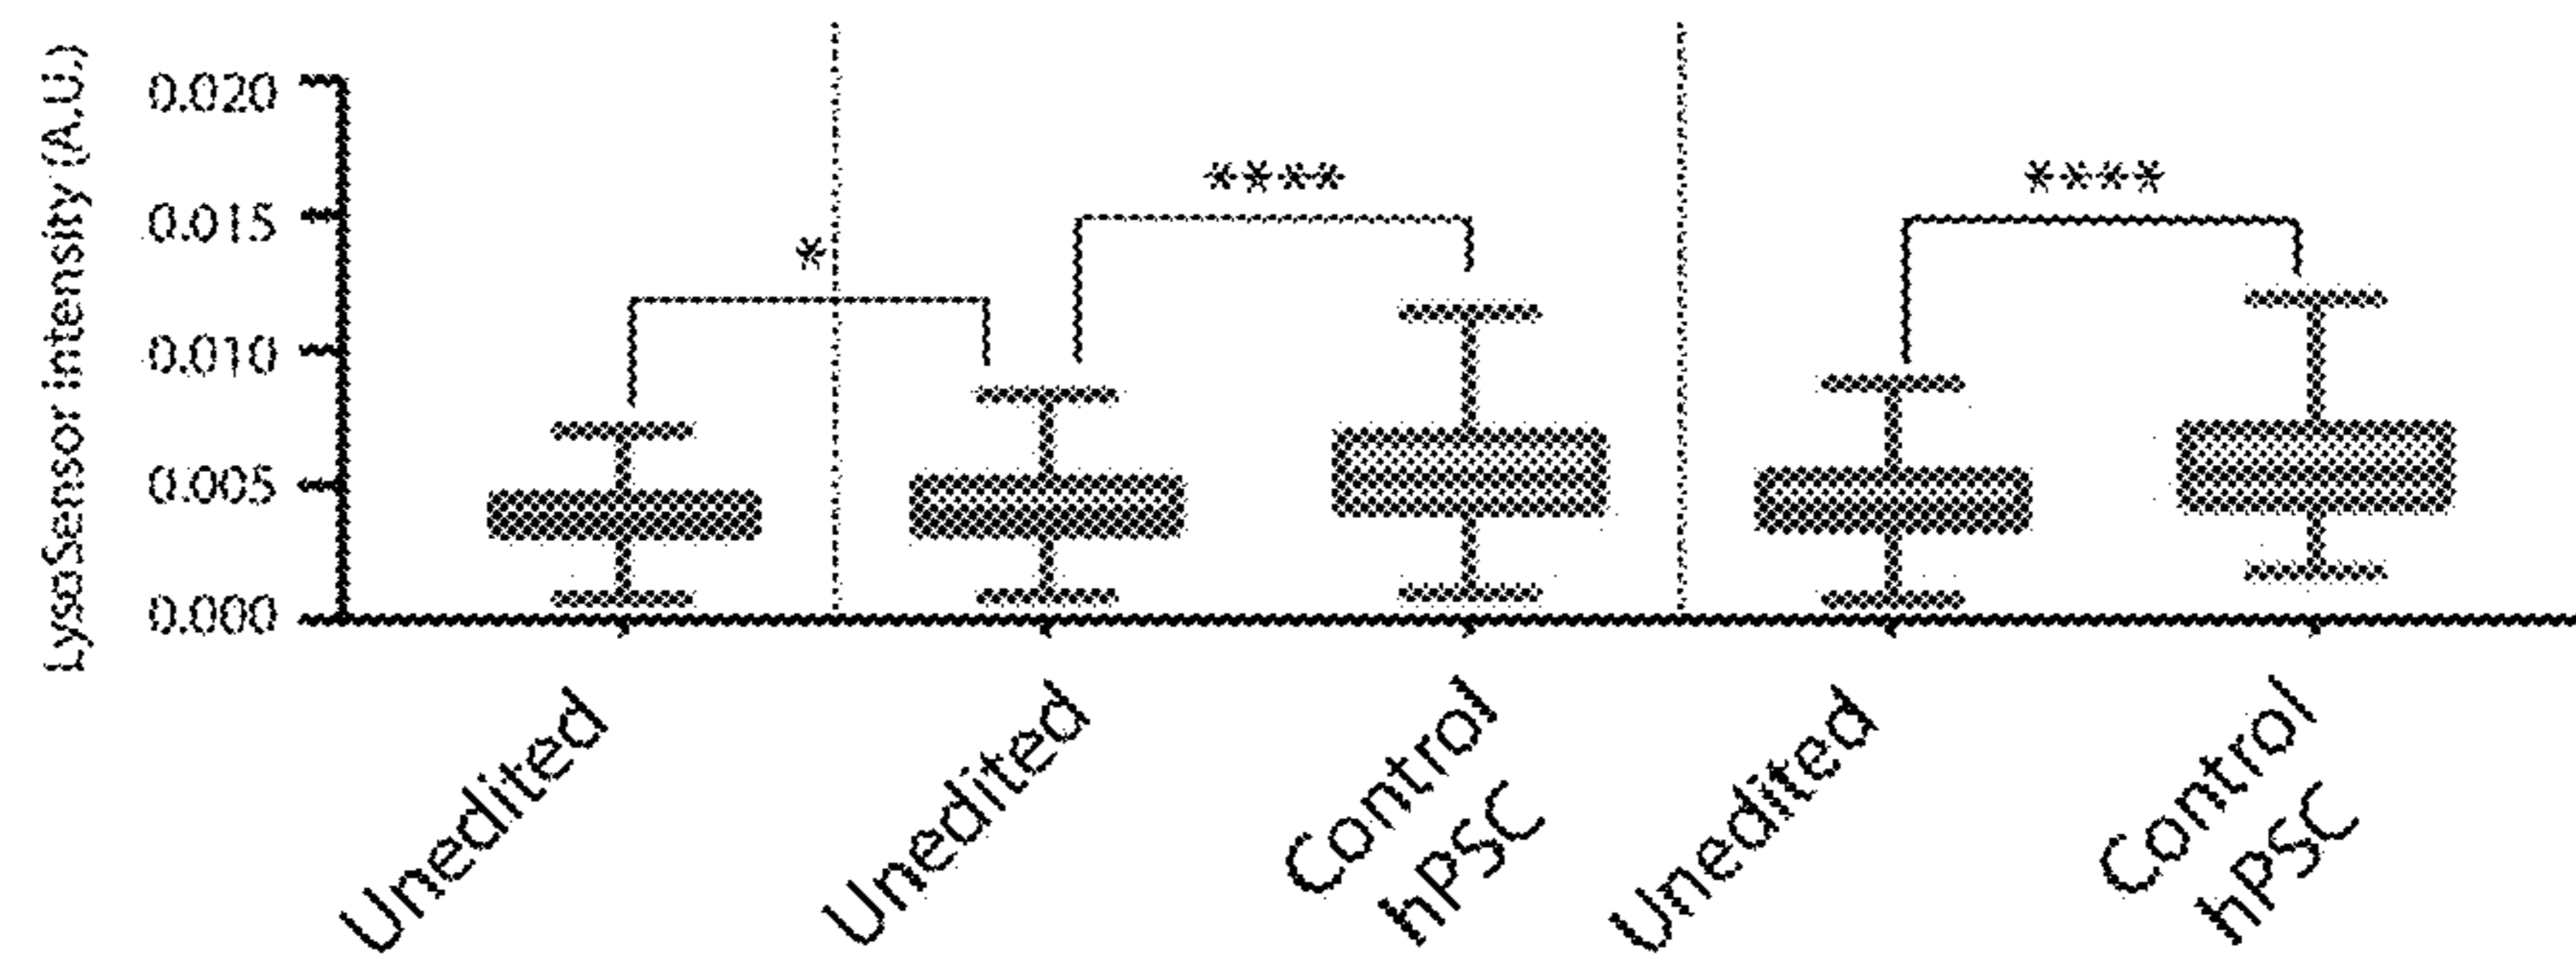 LysoSensor intensity (A.U.)
0.020
0.015
0.010
0.005
0.000
*
****
****
Unedited
Unedited
Control
hPSC
Unedited
Control
hPSC